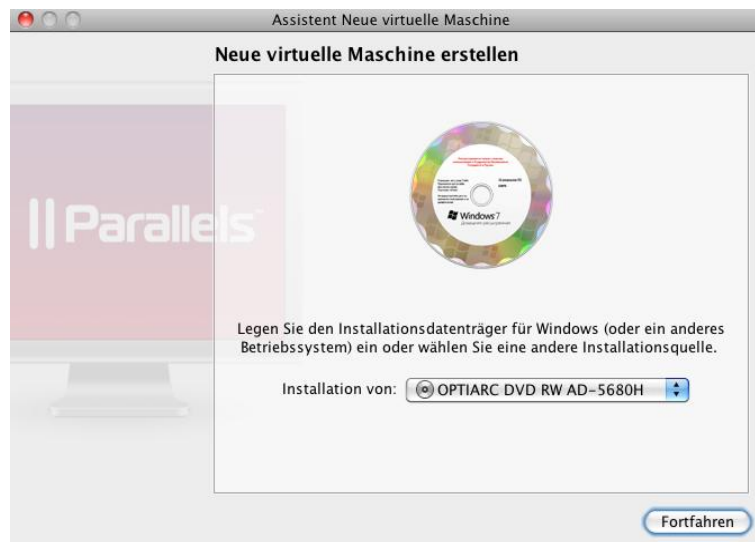 Assistent Neue virtuelle Maschine
Neue virtuelle Maschine erstellen
|| Parallels
Windows 7
Legen Sie den Installationsdatenträger für Windows (oder ein anderes
Betriebssystem) ein oder wählen Sie eine andere Installationsquelle.
Installation von: OPTIARC DVD RW AD-5680H
Fortfahren